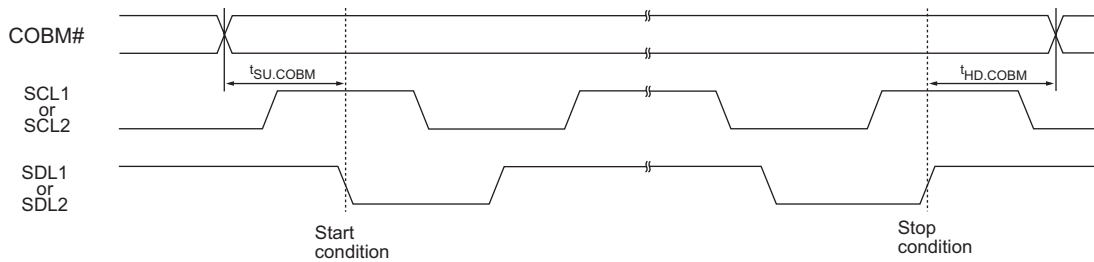 COBM#
tSU.COBM
tHD.COBM
SCL1
or
SCL2
SDL1
or
SDL2
Start
condition
Stop
condition